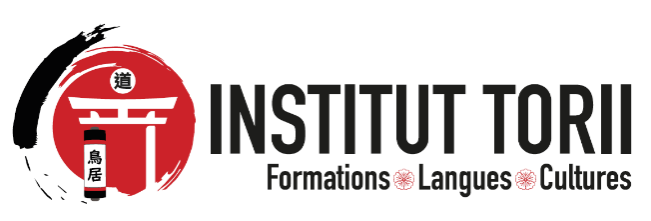 道
鳥居
INSTITUT TORII
Formations Langues Cultures